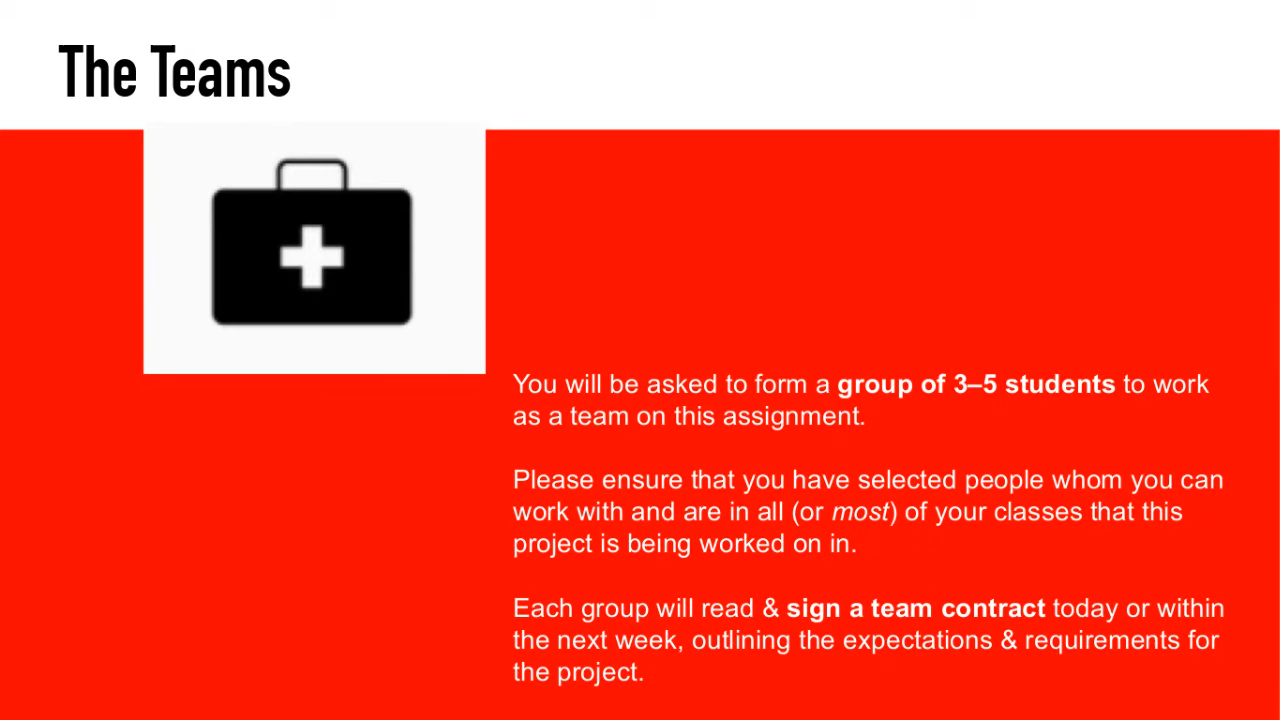 The Teams
You will be asked to form a group of 3–5 students to work
as a team on this assignment.
Please ensure that you have selected people whom you can
work with and are in all (or most) of your classes that this
project is being worked on in.
Each group will read & sign a team contract today or within
the next week, outlining the expectations & requirements for
the project.